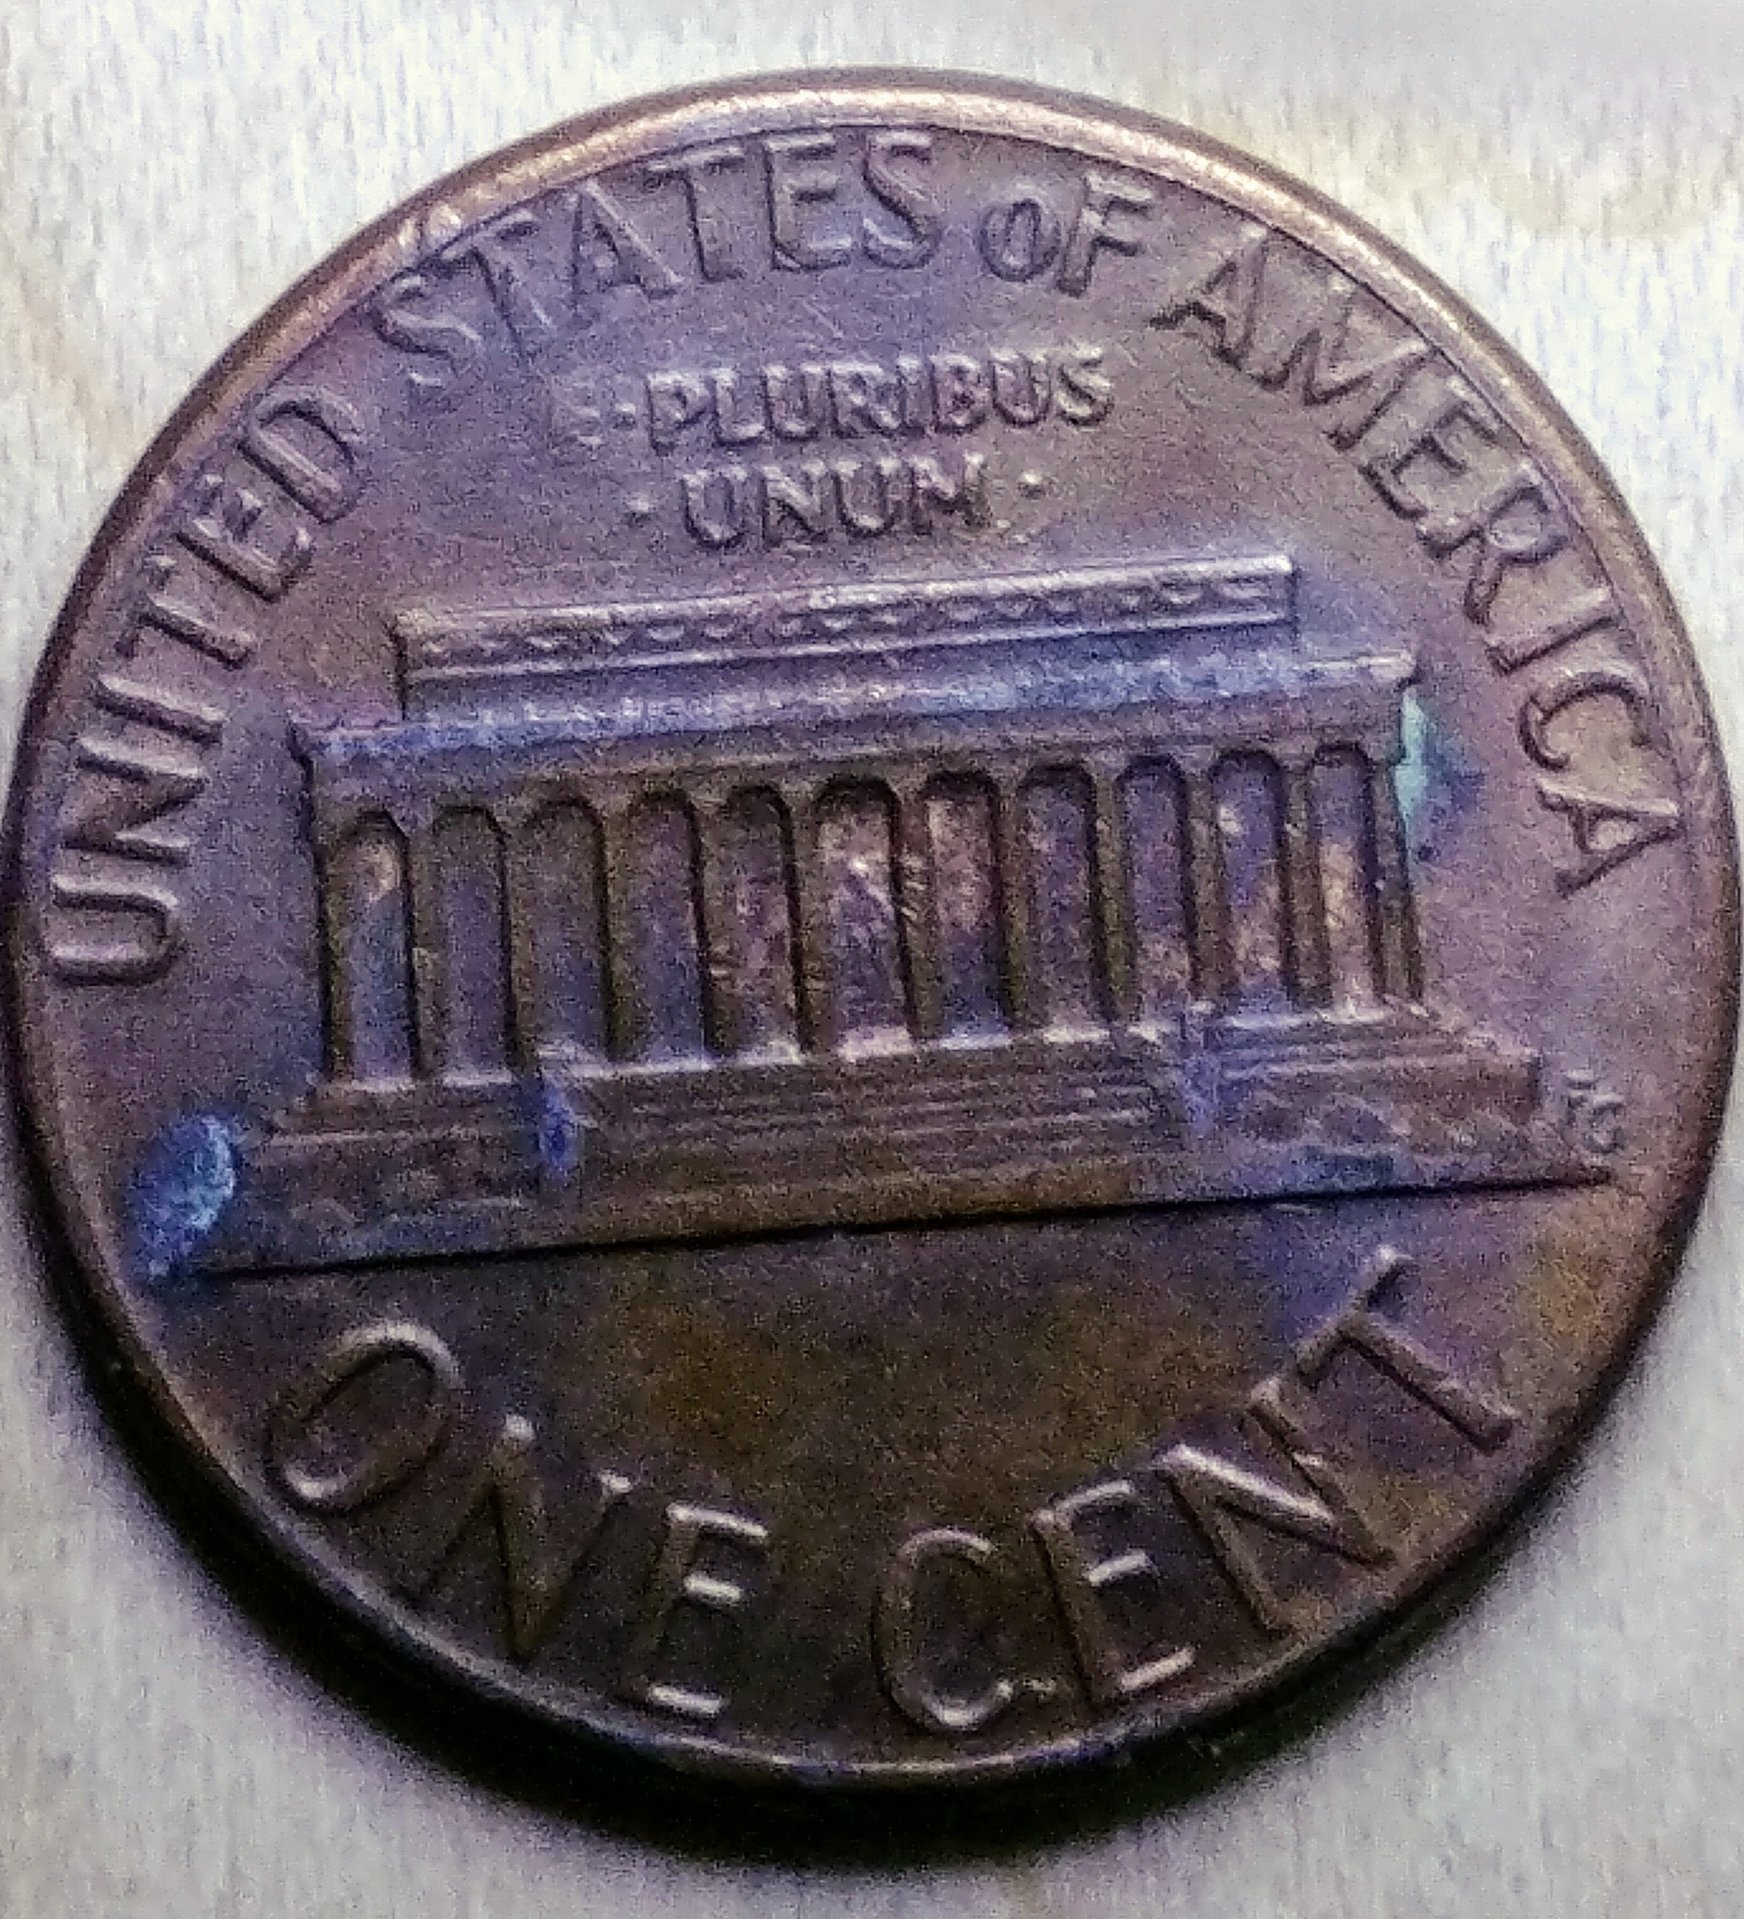 UNITED STATES OF AMERICA
E · PLURIBUS
· UNUM ·
FG
ONE CENT